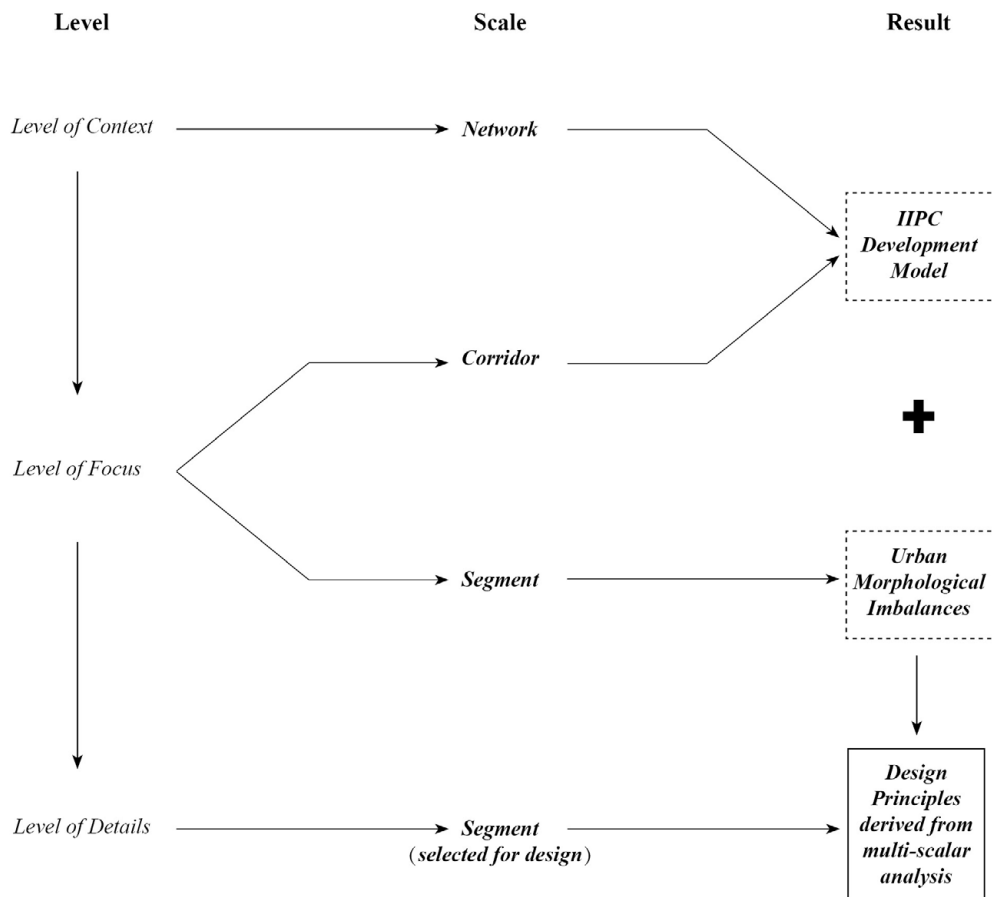 Level
Scale
Result
Level of Context
Network
IIPC
Development
Model
Corridor
Level of Focus
Segment
Urban
Morphological
Imbalances
Level of Details
Segment
(selected for design)
Design
Principles
derived from
multi-scalar
analysis